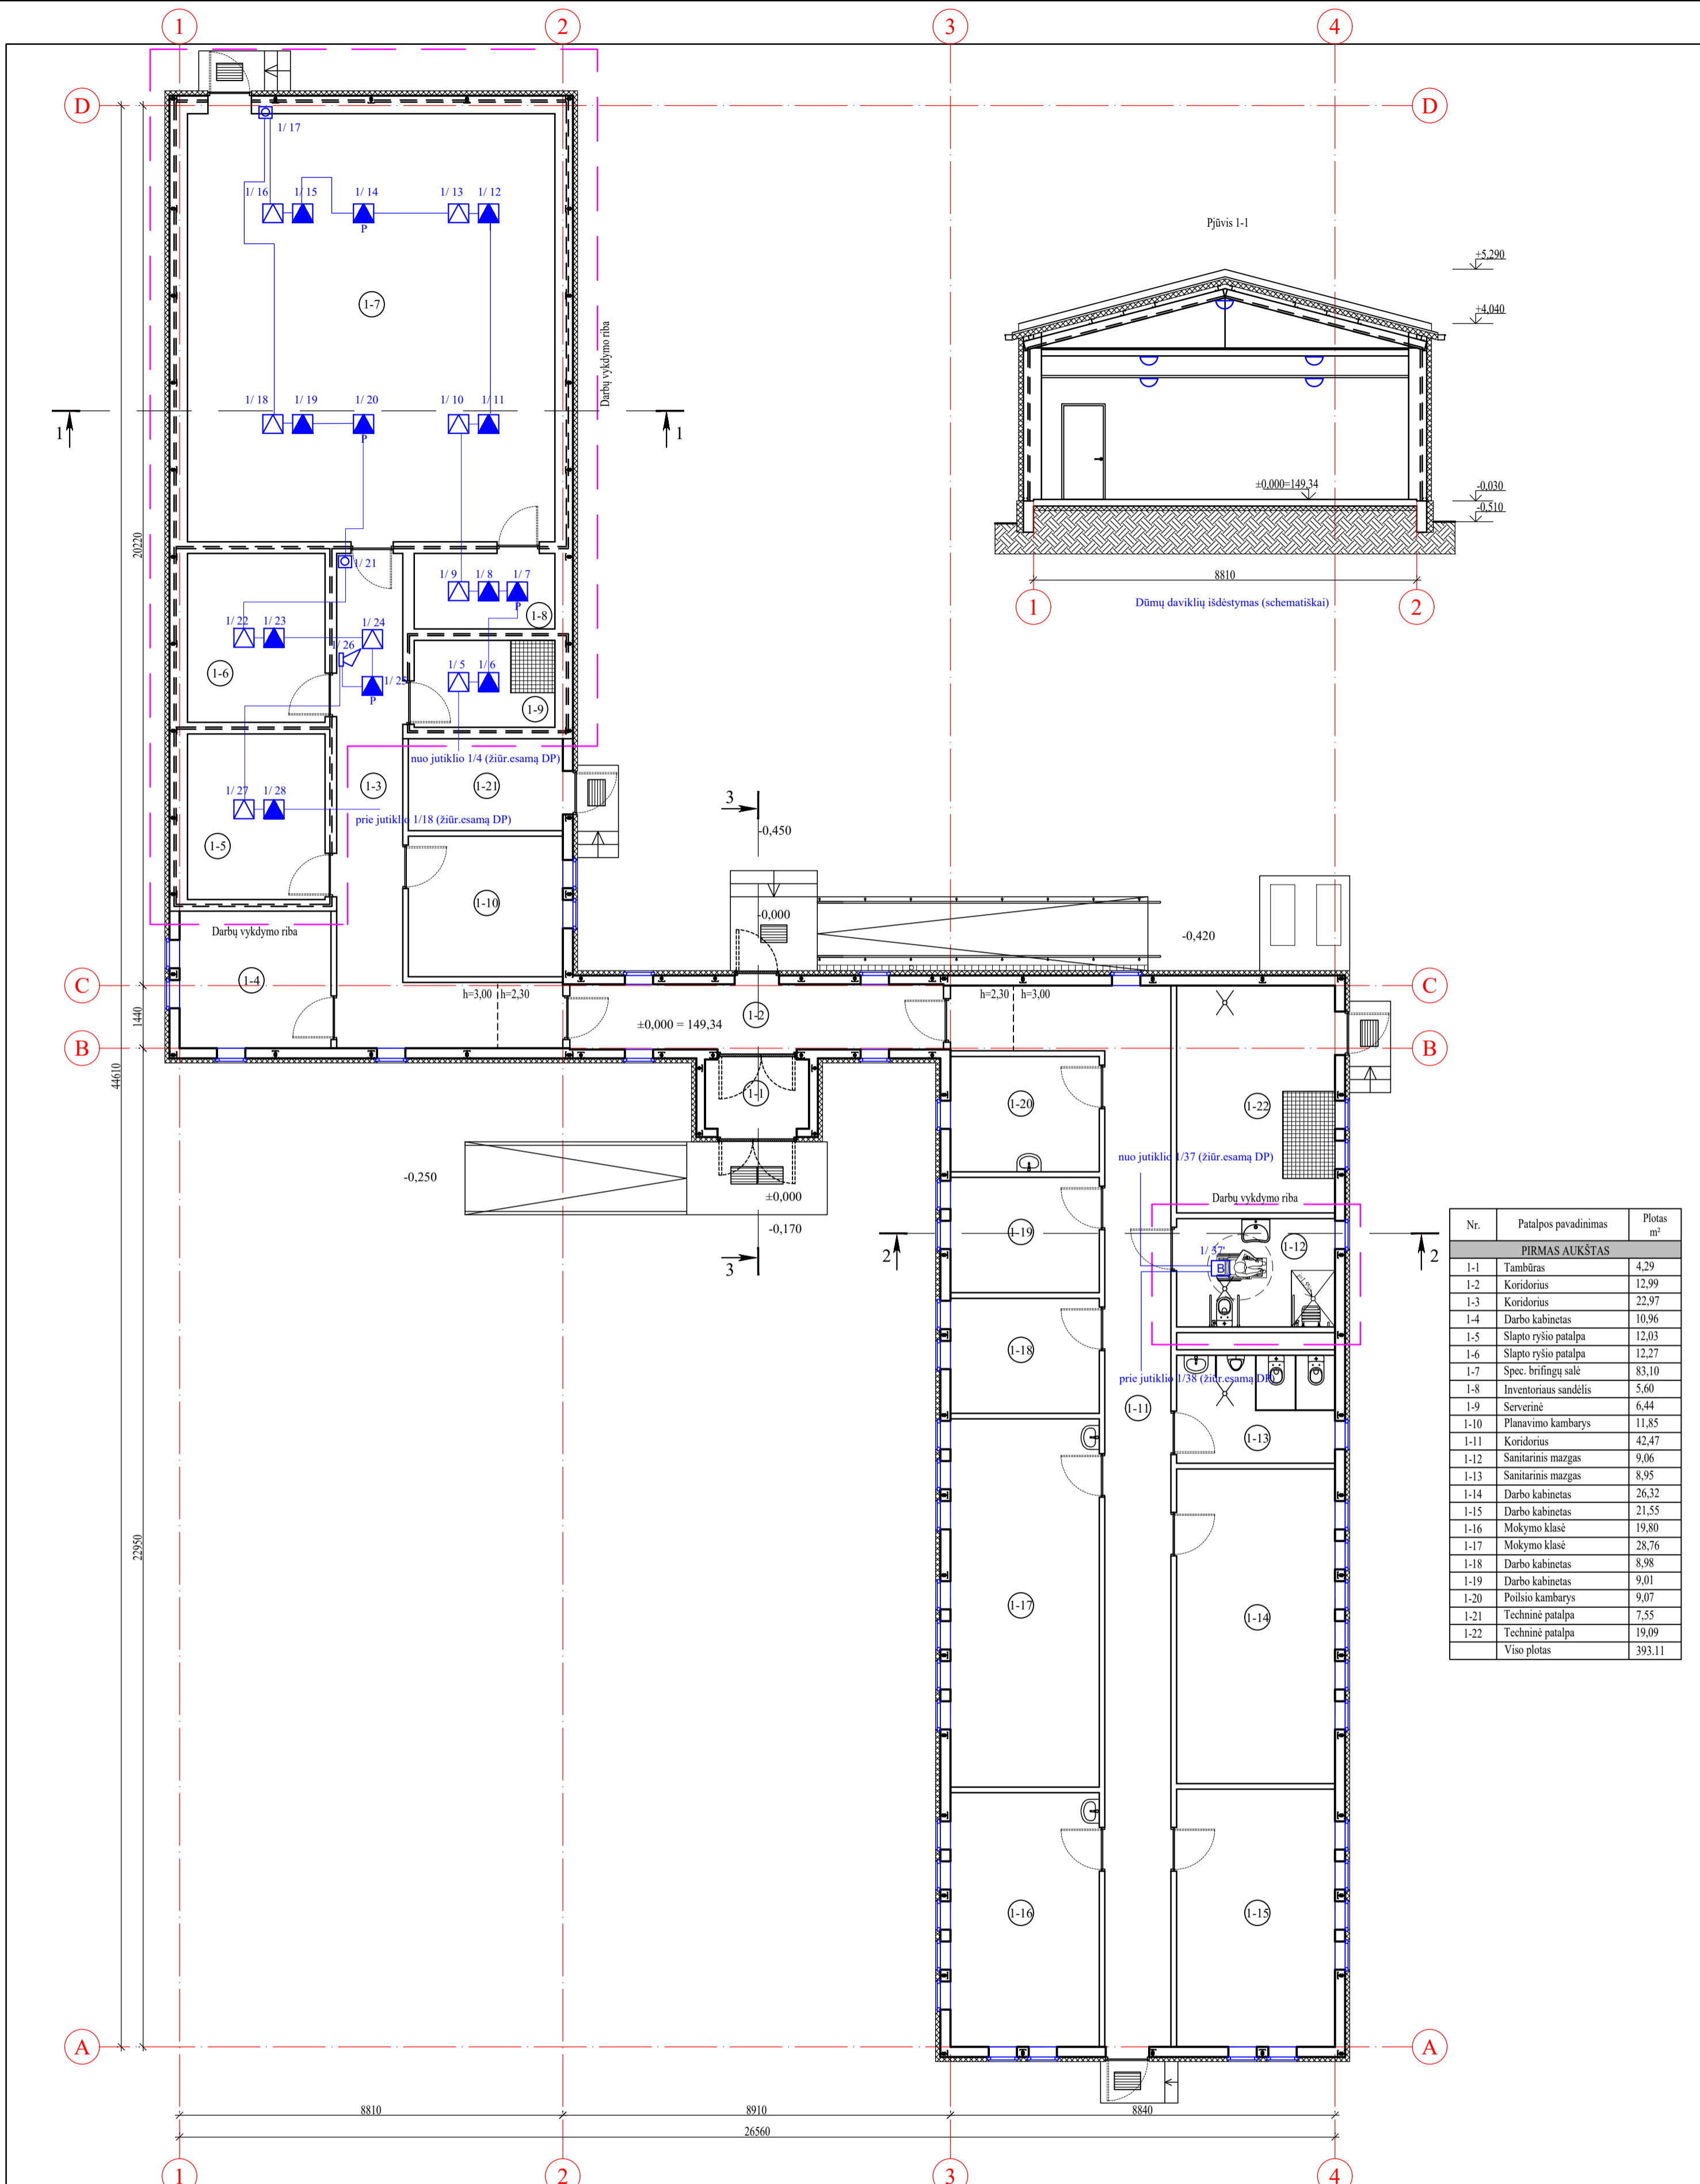 1
2
3
4
D
D
1/ 17
1/ 16
1/ 15
1/ 14
1/ 13
1/ 12
P
1-7
Darbų vykdymo riba
1/ 18
1/ 19
1/ 20
1/ 10
1/ 11
P
1
1
20220
1/ 21
1/ 9
1/ 8
1/ 7
P
1-8
1/ 22
1/ 23
1/ 24
1/ 26
1/ 25
P
1-6
1/ 5
1/ 6
1-9
nuo jutiklio 1/4 (žiūr.esamą DP)
1/ 27
1/ 28
1-3
1-21
prie jutiklio 1/18 (žiūr.esamą DP)
1-5
1-10
Darbų vykdymo riba
1-4
Pjūvis 1-1
+5,290
+4,040
±0,000=149,34
-0,030
-0,510
8810
1
2
Dūmų daviklių išdėstymas (schematiškai)
3
-0,450
-0,000
-0,420
C
C
1440
h=3,00
h=2,30
1-2
h=2,30
h=3,00
±0,000 = 149,34
B
B
44610
1-1
1-20
1-22
-0,250
±0,000
-0,170
3
nuo jutiklio 1/37 (žiūr.esamą DP)
Darbų vykdymo riba
2
2
1-19
1-12
1/ 37'
B
1-18
prie jutiklio 1/38 (žiūr.esamą DP)
1-11
1-13
22950
1-17
1-14
1-16
1-15
Nr.
Patalpos pavadinimas
Plotas m²
PIRMAS AUKŠTAS
1-1 Tambūras 4,29
1-2 Koridorius 12,99
1-3 Koridorius 22,97
1-4 Darbo kabinetas 10,96
1-5 Slapto ryšio patalpa 12,03
1-6 Slapto ryšio patalpa 12,27
1-7 Spec. brifingų salė 83,10
1-8 Inventoriaus sandėlis 5,60
1-9 Serverinė 6,44
1-10 Planavimo kambarys 11,85
1-11 Koridorius 42,47
1-12 Sanitarinis mazgas 9,06
1-13 Sanitarinis mazgas 8,95
1-14 Darbo kabinetas 26,32
1-15 Darbo kabinetas 21,55
1-16 Mokymo klasė 19,80
1-17 Mokymo klasė 28,76
1-18 Darbo kabinetas 8,98
1-19 Darbo kabinetas 9,01
1-20 Poilsio kambarys 9,07
1-21 Techninė patalpa 7,55
1-22 Techninė patalpa 19,09
Viso plotas 393.11
A
A
8810
8910
8840
26560
1
2
3
4